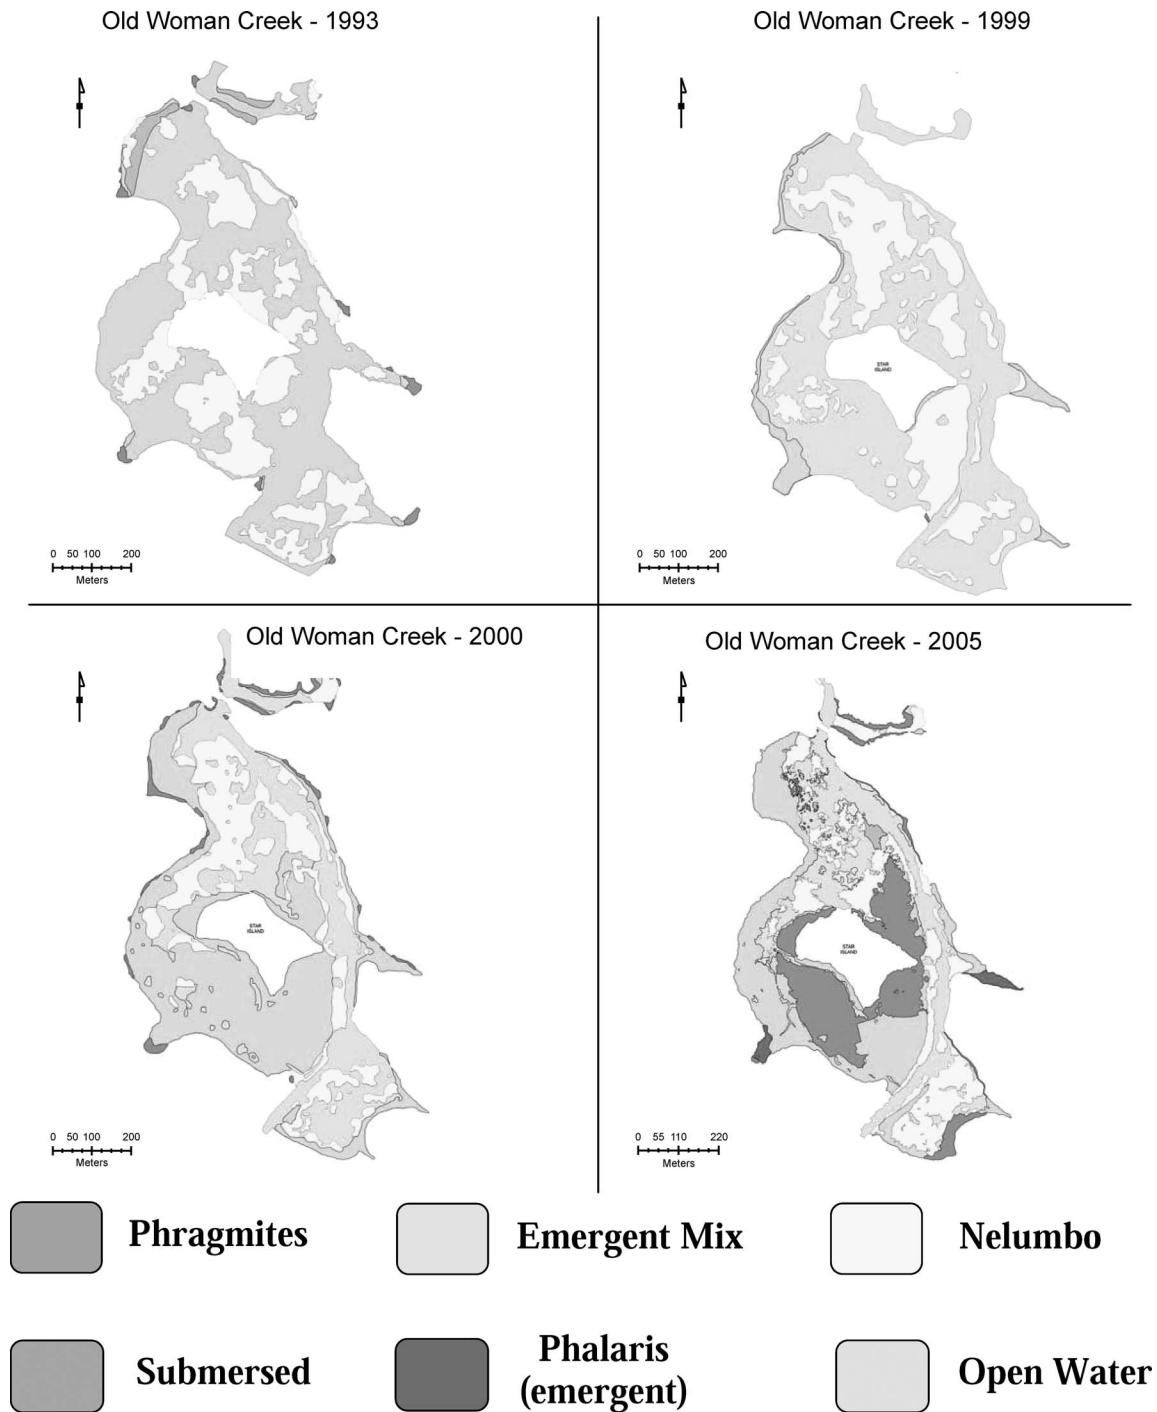 Old Woman Creek - 1993
0 50 100 200
Meters
Old Woman Creek - 1999
STAR
ISLAND
0 50 100 200
Meters
Old Woman Creek - 2000
STAR
ISLAND
0 50 100 200
Meters
Old Woman Creek - 2005
STAR
ISLAND
0 55 110 220
Meters
Phragmites
Emergent Mix
Nelumbo
Submersed
Phalaris
(emergent)
Open Water